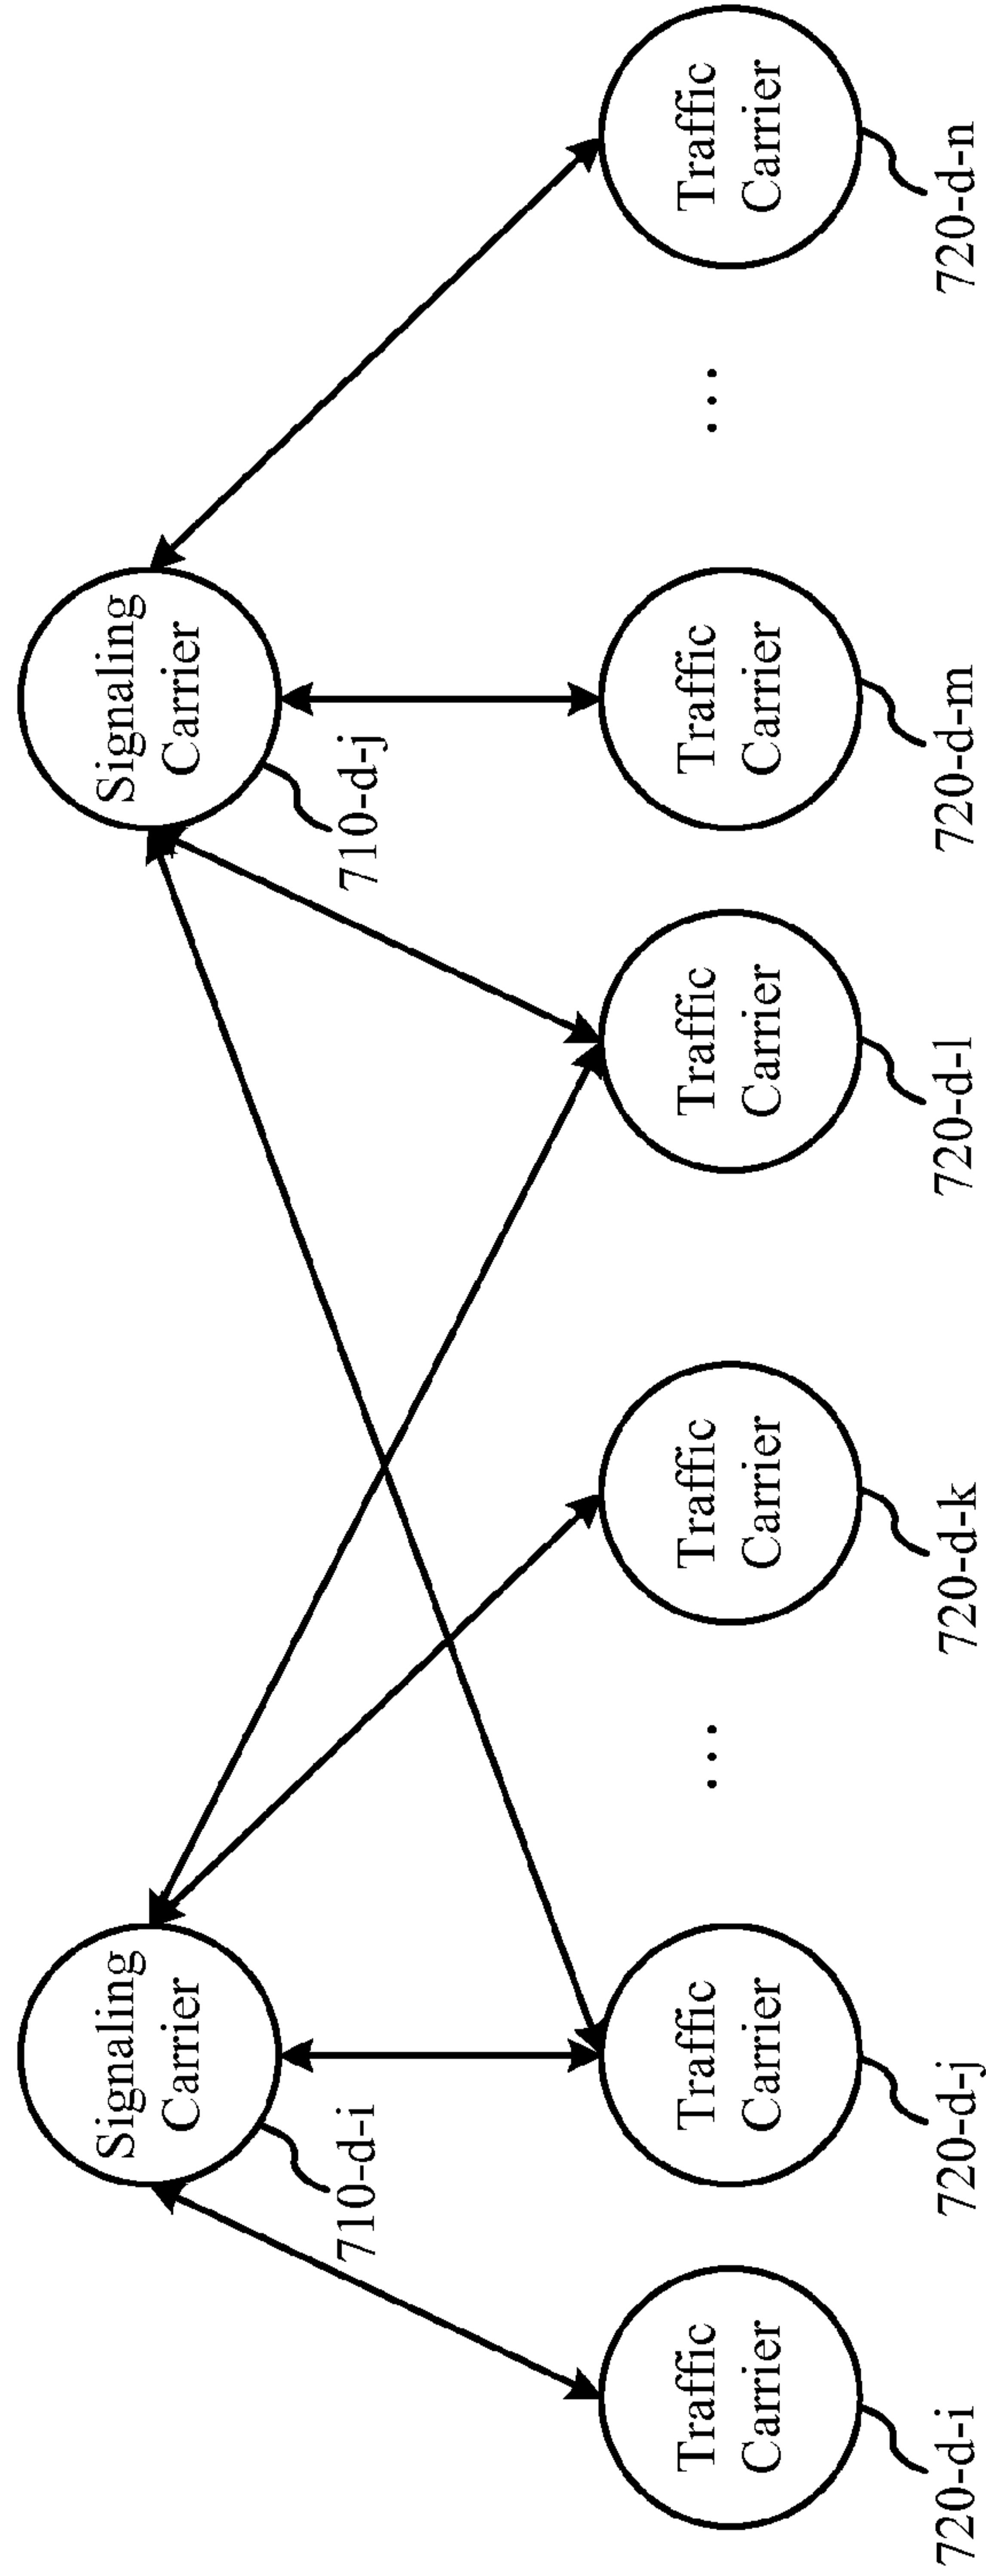 Signaling
Carrier
710-d-i
Signaling
Carrier
710-d-j
Traffic
Carrier
720-d-i
Traffic
Carrier
720-d-j
...
Traffic
Carrier
720-d-k
Traffic
Carrier
720-d-l
Traffic
Carrier
720-d-m
...
Traffic
Carrier
720-d-n